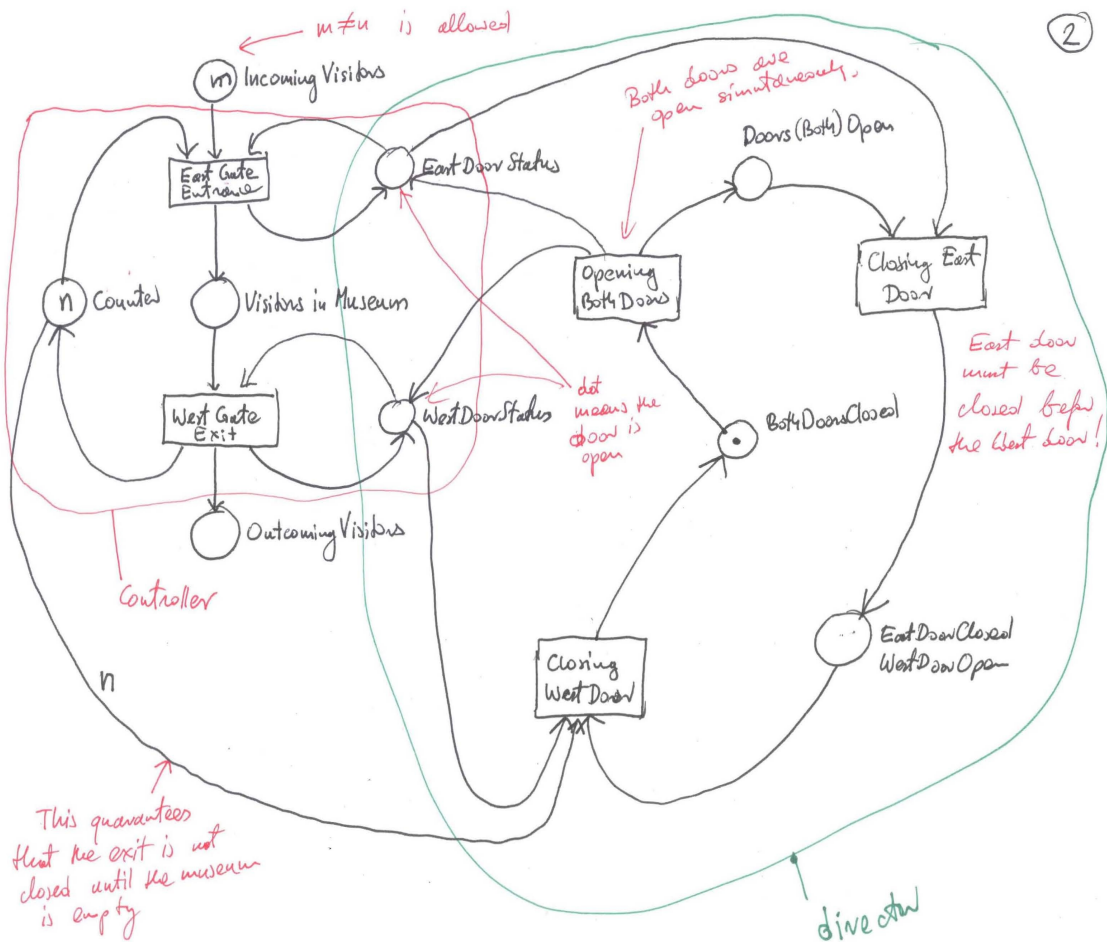 m≠n is allowed
2
m
Incoming Visitors
Both doors are
open simuteneously.
Doors (Both) Open
East Gate
Entrance
East Door Status
Opening
Both Doors
Closing East
Door
n
Counter
Visitors in Museum
East door
must be
closed before
the West door!
West Gate
Exit
West Door Status
dot
means the
door is
open
Both Doors Closed
Outcoming Visitors
Controller
East Door Closed
West Door Open
Closing
West Door
n
This guarantees
that the exit is not
closed until the museum
is empty
director